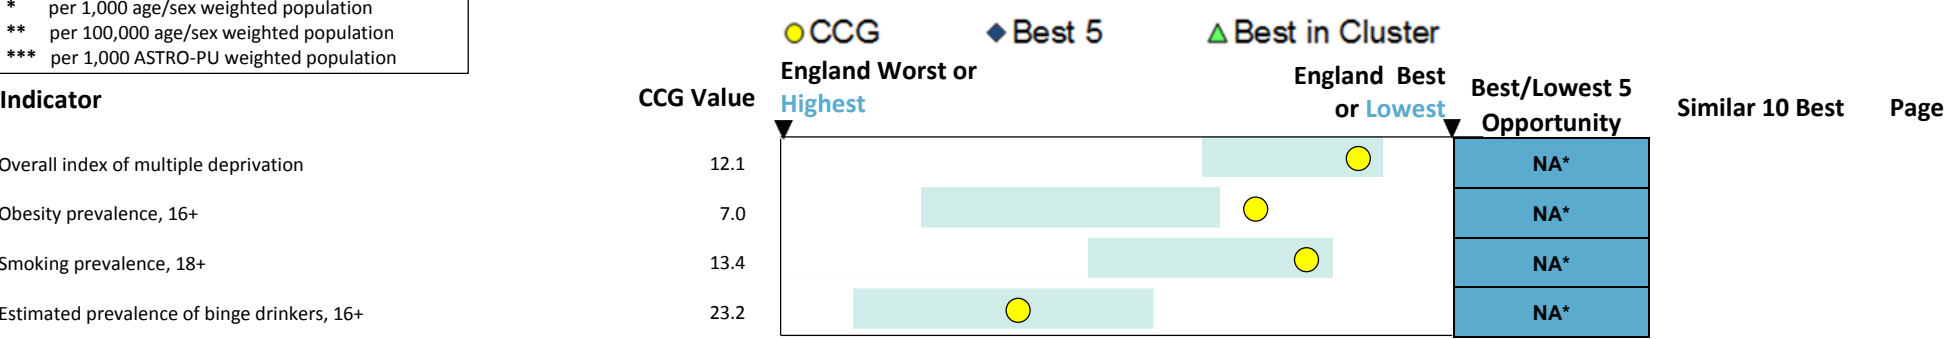 * per 1,000 age/sex weighted population
** per 100,000 age/sex weighted population
*** per 1,000 ASTRO-PU weighted population
CCG Best 5 Best in Cluster
Indicator
CCG Value
England Worst or
Highest
England Best
or Lowest
Best/Lowest 5
Opportunity
Similar 10 Best
Page
Overall index of multiple deprivation 12.1 NA*
Obesity prevalence, 16+ 7.0 NA*
Smoking prevalence, 18+ 13.4 NA*
Estimated prevalence of binge drinkers, 16+ 23.2 NA*